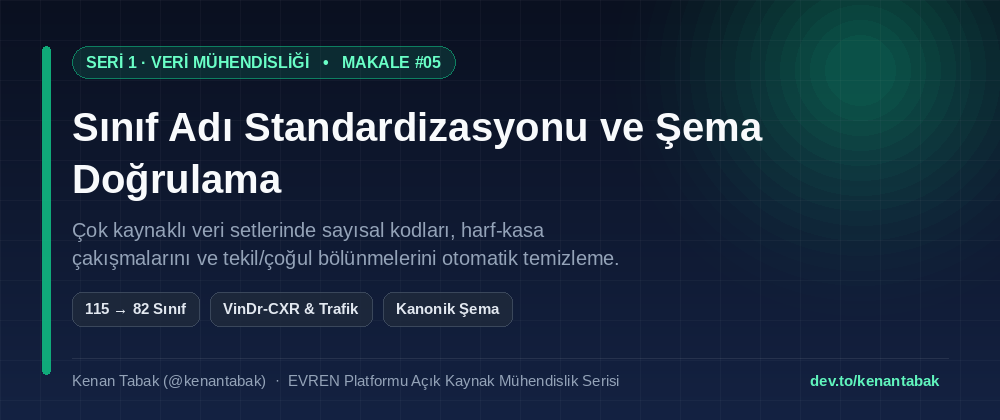 SERİ 1 · VERİ MÜHENDİSLİĞİ • MAKALE #05
Sınıf Adı Standardizasyonu ve Şema
Doğrulama
Çok kaynaklı veri setlerinde sayısal kodları, harf-kasa
çakışmalarını ve tekil/çoğul bölünmelerini otomatik temizleme.
115 → 82 Sınıf VinDr-CXR & Trafik Kanonik Şema
Kenan Tabak (@kenantabak) · EVREN Platformu Açık Kaynak Mühendislik Serisi dev.to/kenantabak